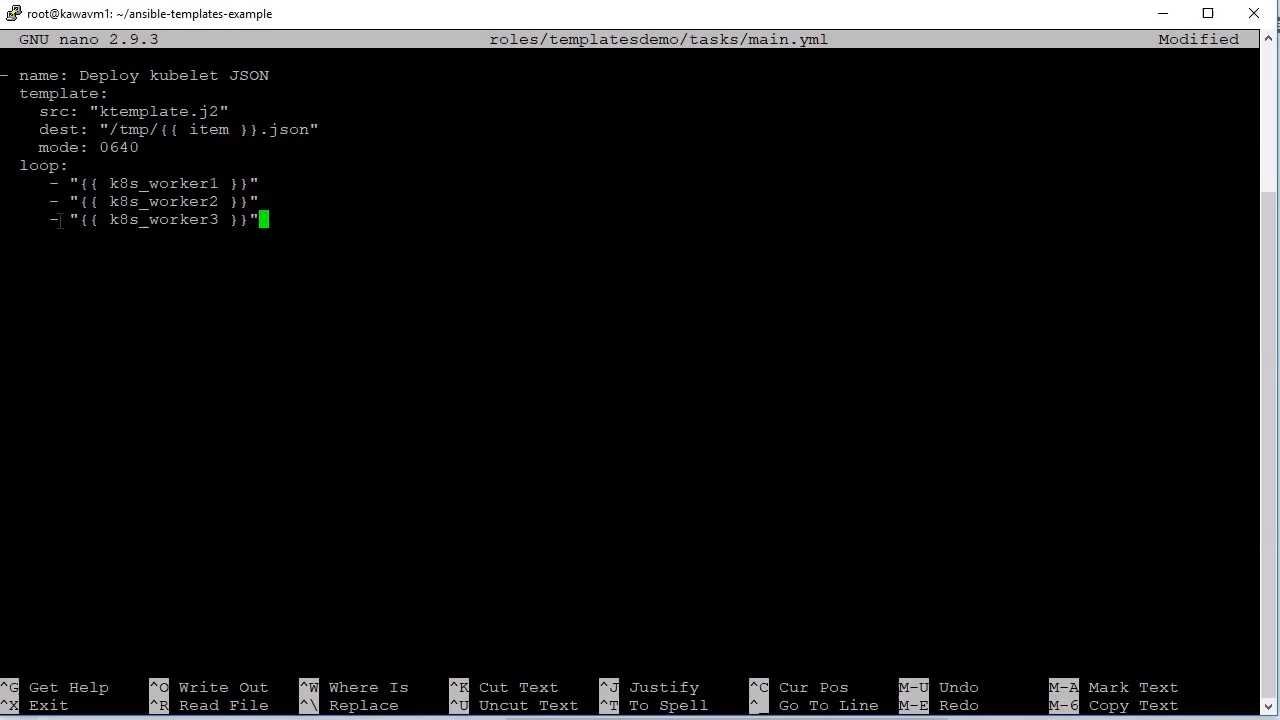 root@kawavm1: ~/ansible-templates-example
GNU nano 2.9.3 roles/templatesdemo/tasks/main.yml Modified
- name: Deploy kubelet JSON
  template:
    src: "ktemplate.j2"
    dest: "/tmp/{{ item }}.json"
    mode: 0640
  loop:
     - "{{ k8s_worker1 }}"
     - "{{ k8s_worker2 }}"
     - "{{ k8s_worker3 }}"
^G Get Help ^O Write Out ^W Where Is ^K Cut Text ^J Justify ^C Cur Pos M-U Undo M-A Mark Text
^X Exit ^R Read File ^\ Replace ^U Uncut Text ^T To Spell ^_ Go To Line M-E Redo M-6 Copy Text